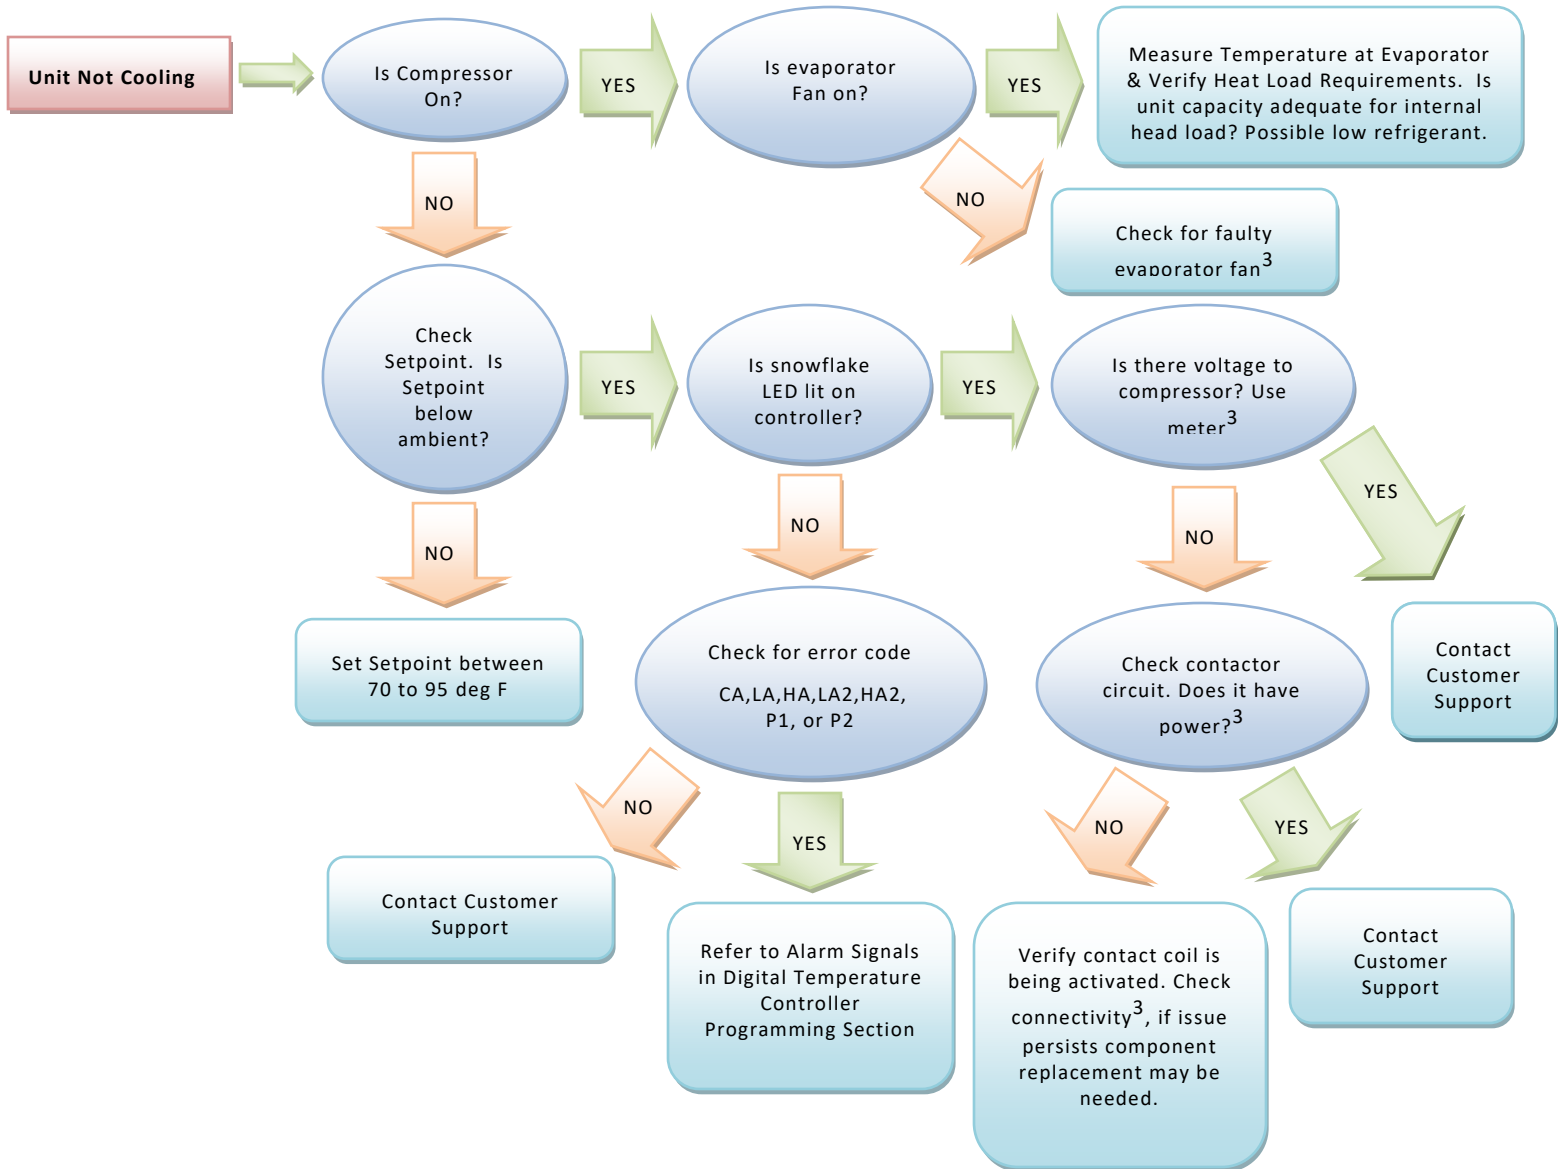 Unit Not Cooling
Is Compressor
On?
YES
Is evaporator
Fan on?
YES
Measure Temperature at Evaporator
& Verify Heat Load Requirements.  Is
unit capacity adequate for internal
head load? Possible low refrigerant.
NO
NO
Check for faulty
evaporator fan3
Check
Setpoint.  Is
Setpoint
below
ambient?
YES
Is snowflake
LED lit on
controller?
YES
Is there voltage to
compressor? Use
meter3
YES
NO
NO
NO
Set Setpoint between
70 to 95 deg F
Check for error code
CA,LA,HA,LA2,HA2,
P1, or P2
Check contactor
circuit. Does it have
power?3
Contact
Customer
Support
NO
YES
NO
YES
Contact Customer
Support
Refer to Alarm Signals
in Digital Temperature
Controller
Programming Section
Verify contact coil is
being activated. Check
connectivity3, if issue
persists component
replacement may be
needed.
Contact
Customer
Support